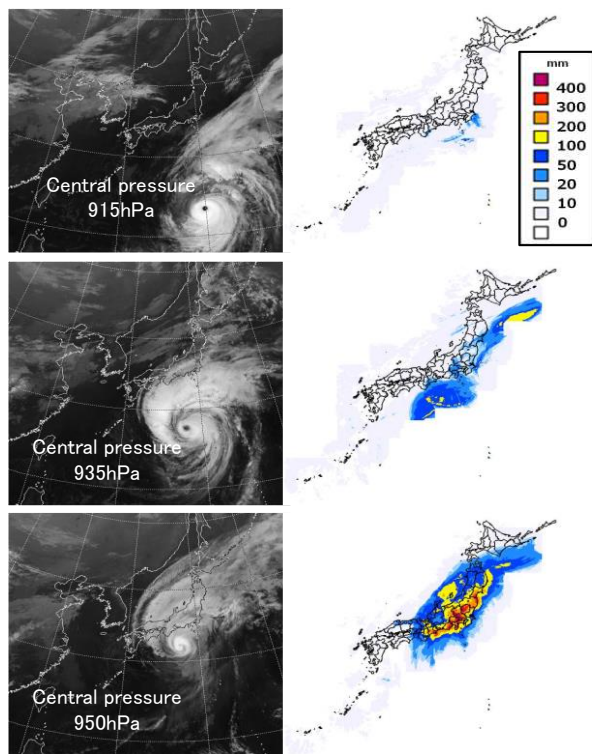 Central pressure
915hPa
mm
400
300
200
100
50
20
10
0
Central pressure
935hPa
Central pressure
950hPa